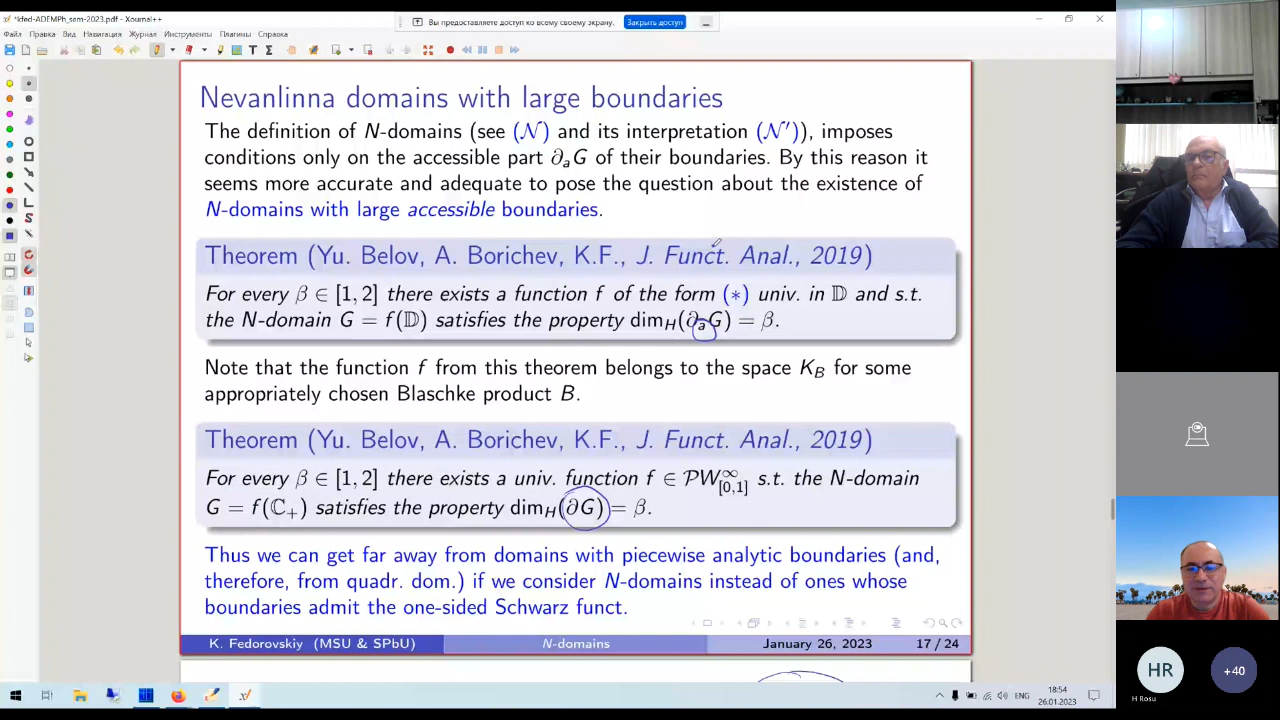 *kfed-ADEMPh_sem-2023.pdf - Xournal++
Вы предоставляете доступ ко всему своему экрану.
Закрыть доступ
Файл Правка Вид Навигация Журнал Инструменты Плагины Справка
Nevanlinna domains with large boundaries
The definition of N-domains (see (𝒩) and its interpretation (𝒩′)), imposes
conditions only on the accessible part ∂ₐG of their boundaries. By this reason it
seems more accurate and adequate to pose the question about the existence of
N-domains with large accessible boundaries.
Theorem (Yu. Belov, A. Borichev, K.F., J. Funct. Anal., 2019)
For every β ∈ [1, 2] there exists a function f of the form (∗) univ. in 𝔻 and s.t.
the N-domain G = f(𝔻) satisfies the property dim_H(∂ₐG) = β.
Note that the function f from this theorem belongs to the space K_B for some
appropriately chosen Blaschke product B.
Theorem (Yu. Belov, A. Borichev, K.F., J. Funct. Anal., 2019)
For every β ∈ [1, 2] there exists a univ. function f ∈ 𝒫W^∞_[0,1] s.t. the N-domain
G = f(ℂ₊) satisfies the property dim_H(∂G) = β.
Thus we can get far away from domains with piecewise analytic boundaries (and,
therefore, from quadr. dom.) if we consider N-domains instead of ones whose
boundaries admit the one-sided Schwarz funct.
K. Fedorovskiy (MSU & SPbU) N-domains January 26, 2023 17 / 24
HR
H Rosu
+40
ENG
18:54
26.01.2023